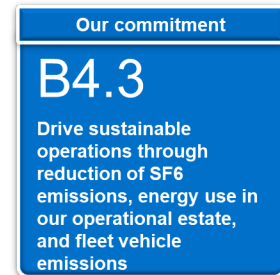 Our commitment
B4.3
Drive sustainable
operations through
reduction of SF6
emissions, energy use in
our operational estate,
and fleet vehicle
emissions